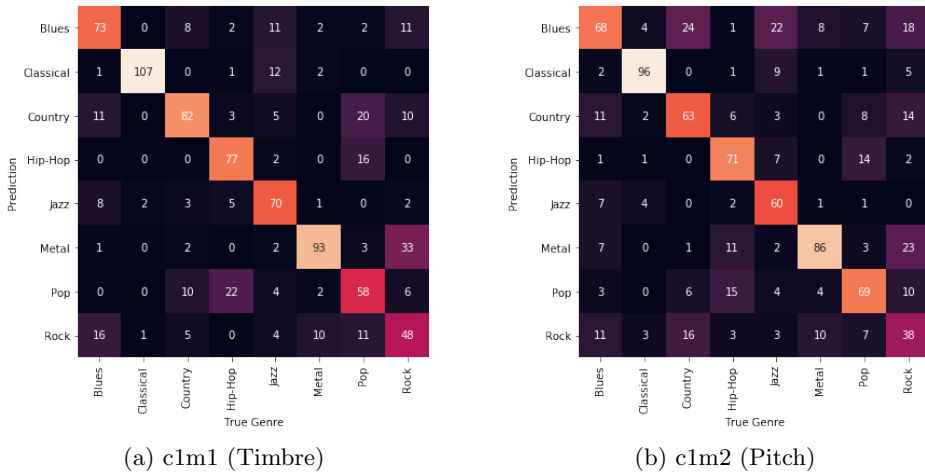 Blues 73 0 8 2 11 2 2 11
Classical 1 107 0 1 12 2 0 0
Country 11 0 82 3 5 0 20 10
Hip-Hop 0 0 0 77 2 0 16 0
Jazz 8 2 3 5 70 1 0 2
Metal 1 0 2 0 2 93 3 33
Pop 0 0 10 22 4 2 58 6
Rock 16 1 5 0 4 10 11 48
Prediction
Blues Classical Country Hip-Hop Jazz Metal Pop Rock
True Genre
(a) c1m1 (Timbre)
Blues 68 4 24 1 22 8 7 18
Classical 2 96 0 1 9 1 1 5
Country 11 2 63 6 3 0 8 14
Hip-Hop 1 1 0 71 7 0 14 2
Jazz 7 4 0 2 60 1 1 0
Metal 7 0 1 11 2 86 3 23
Pop 3 0 6 15 4 4 69 10
Rock 11 3 16 3 3 10 7 38
Prediction
Blues Classical Country Hip-Hop Jazz Metal Pop Rock
True Genre
(b) c1m2 (Pitch)